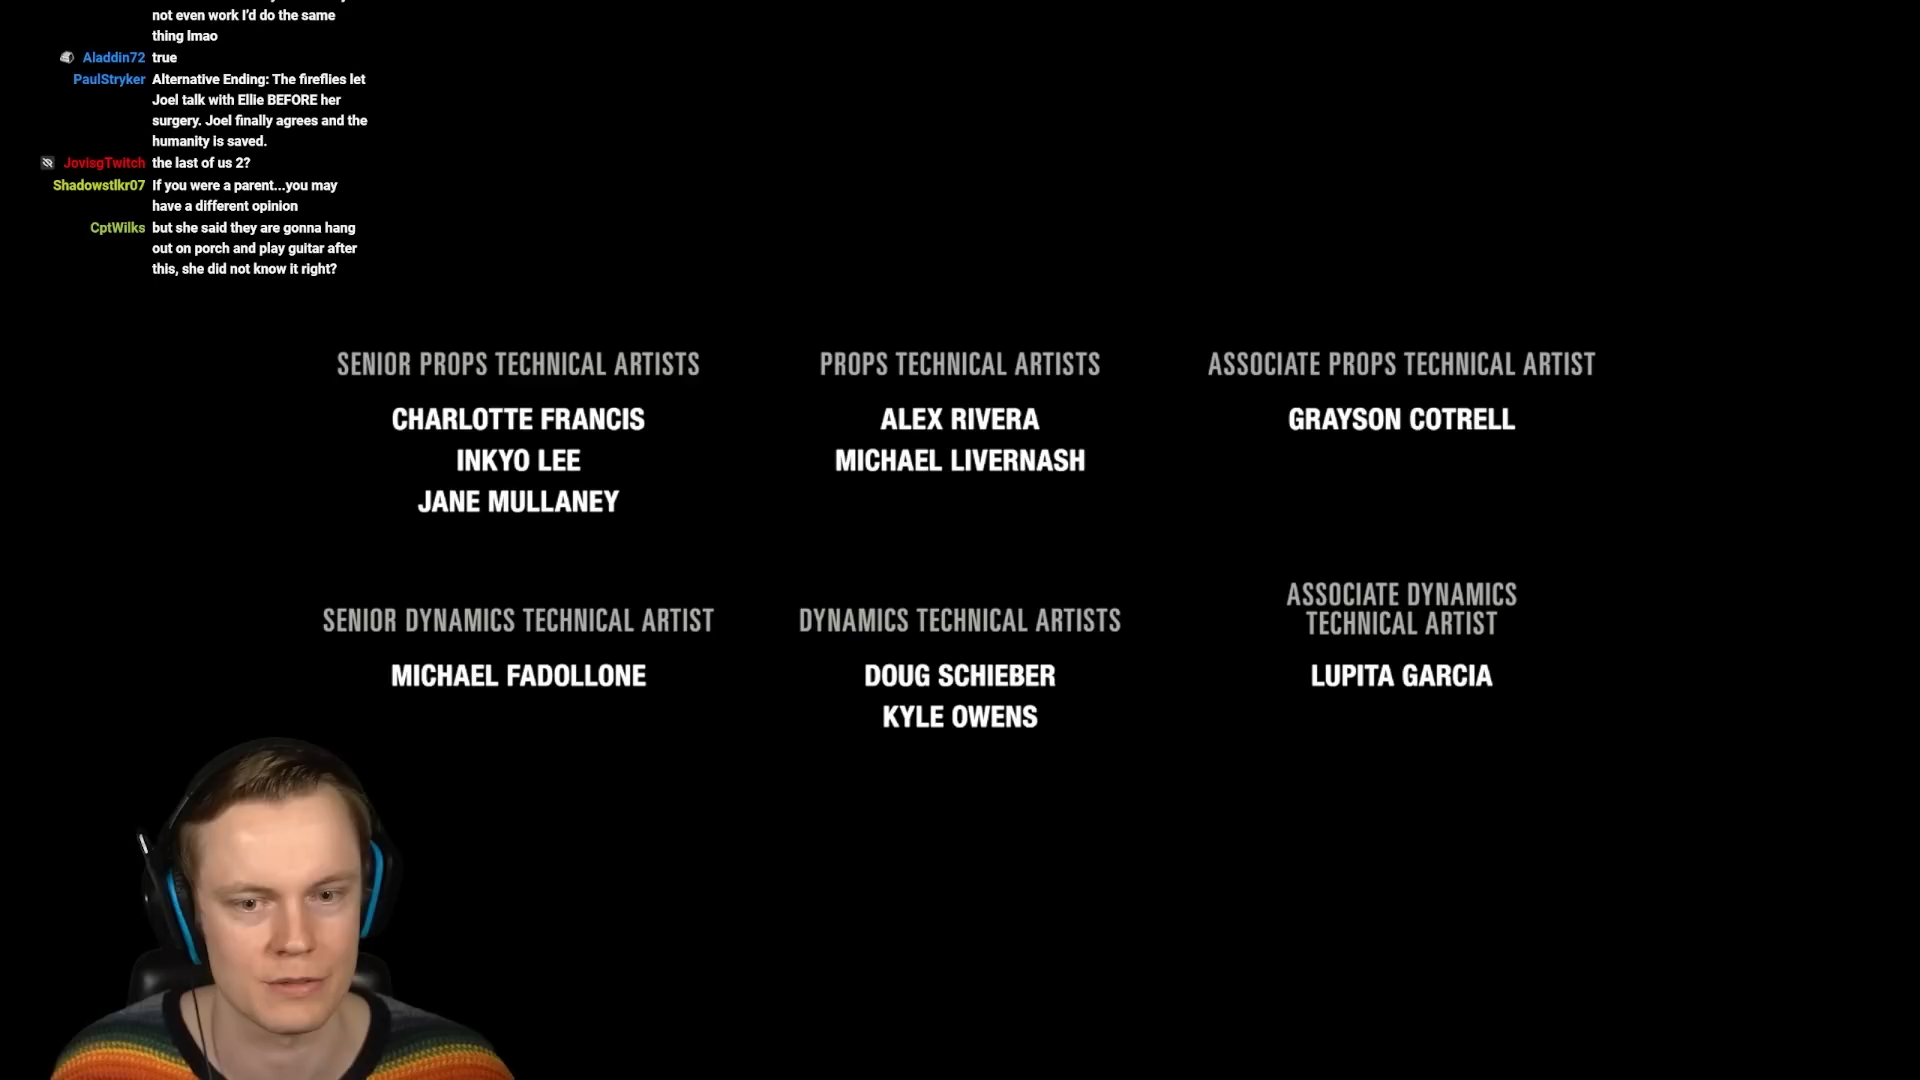 not even work I'd do the same
thing lmao
Aladdin72 true
PaulStryker Alternative Ending: The fireflies let
Joel talk with Ellie BEFORE her
surgery. Joel finally agrees and the
humanity is saved.
JovisgTwitch the last of us 2?
Shadowstlkr07 If you were a parent...you may
have a different opinion
CptWilks but she said they are gonna hang
out on porch and play guitar after
this, she did not know it right?
SENIOR PROPS TECHNICAL ARTISTS
CHARLOTTE FRANCIS
INKYO LEE
JANE MULLANEY
PROPS TECHNICAL ARTISTS
ALEX RIVERA
MICHAEL LIVERNASH
ASSOCIATE PROPS TECHNICAL ARTIST
GRAYSON COTRELL
SENIOR DYNAMICS TECHNICAL ARTIST
MICHAEL FADOLLONE
DYNAMICS TECHNICAL ARTISTS
DOUG SCHIEBER
KYLE OWENS
ASSOCIATE DYNAMICS
TECHNICAL ARTIST
LUPITA GARCIA